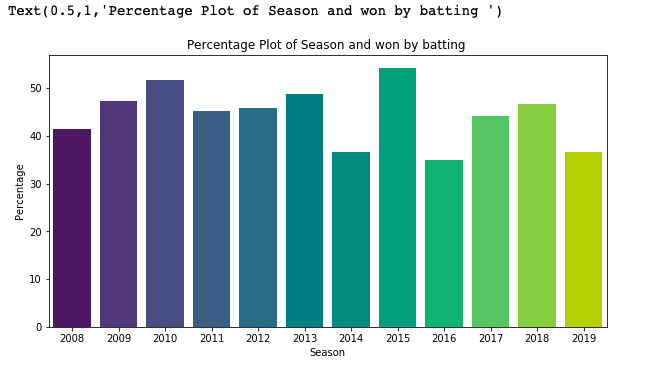 Text(0.5,1,'Percentage Plot of Season and won by batting ')
Percentage Plot of Season and won by batting
50
40
30
20
10
0
Percentage
2008 2009 2010 2011 2012 2013 2014 2015 2016 2017 2018 2019
Season